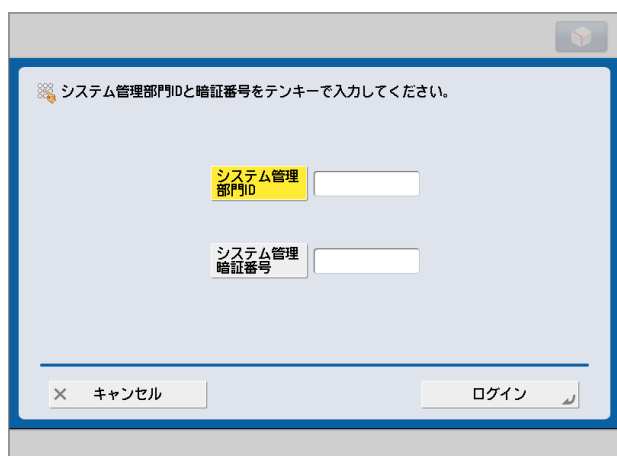 システム管理部門IDと暗証番号をテンキーで入力してください。
システム管理
部門ID
システム管理
暗証番号
キャンセル
ログイン